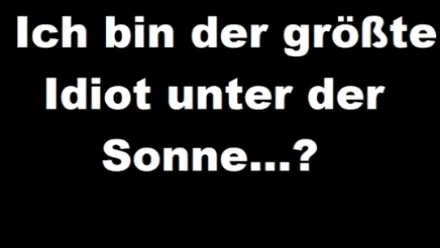 Ich bin der größte
Idiot unter der
Sonne...?